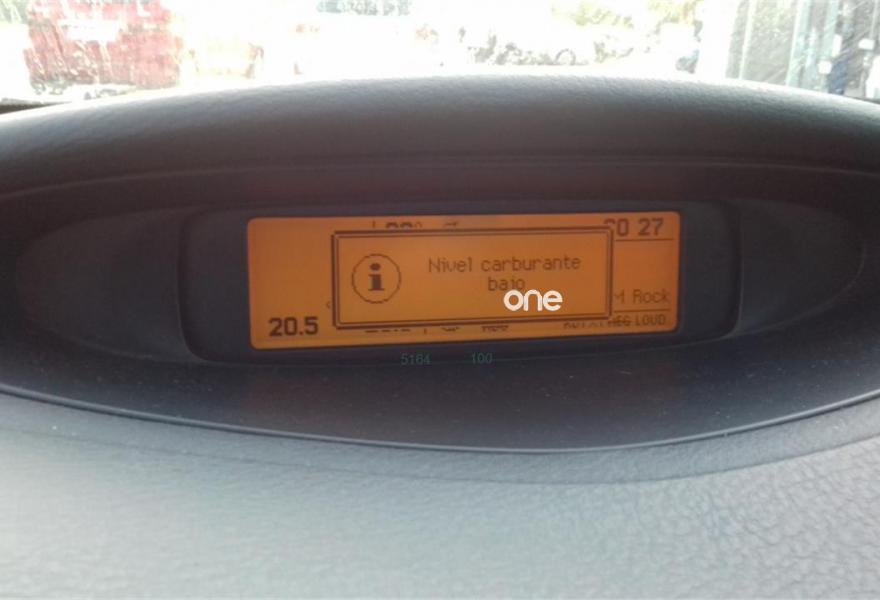 20 27
Nivel carburante
bajo
one
M Rock
20.5
LOUD
5164 100